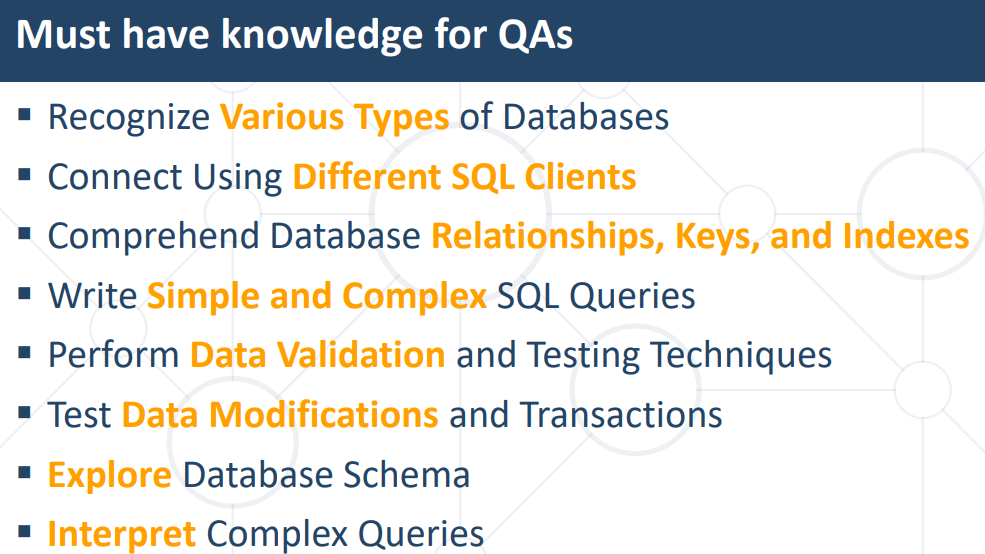 Must have knowledge for QAs
▪ Recognize Various Types of Databases
▪ Connect Using Different SQL Clients
▪ Comprehend Database Relationships, Keys, and Indexes
▪ Write Simple and Complex SQL Queries
▪ Perform Data Validation and Testing Techniques
▪ Test Data Modifications and Transactions
▪ Explore Database Schema
▪ Interpret Complex Queries